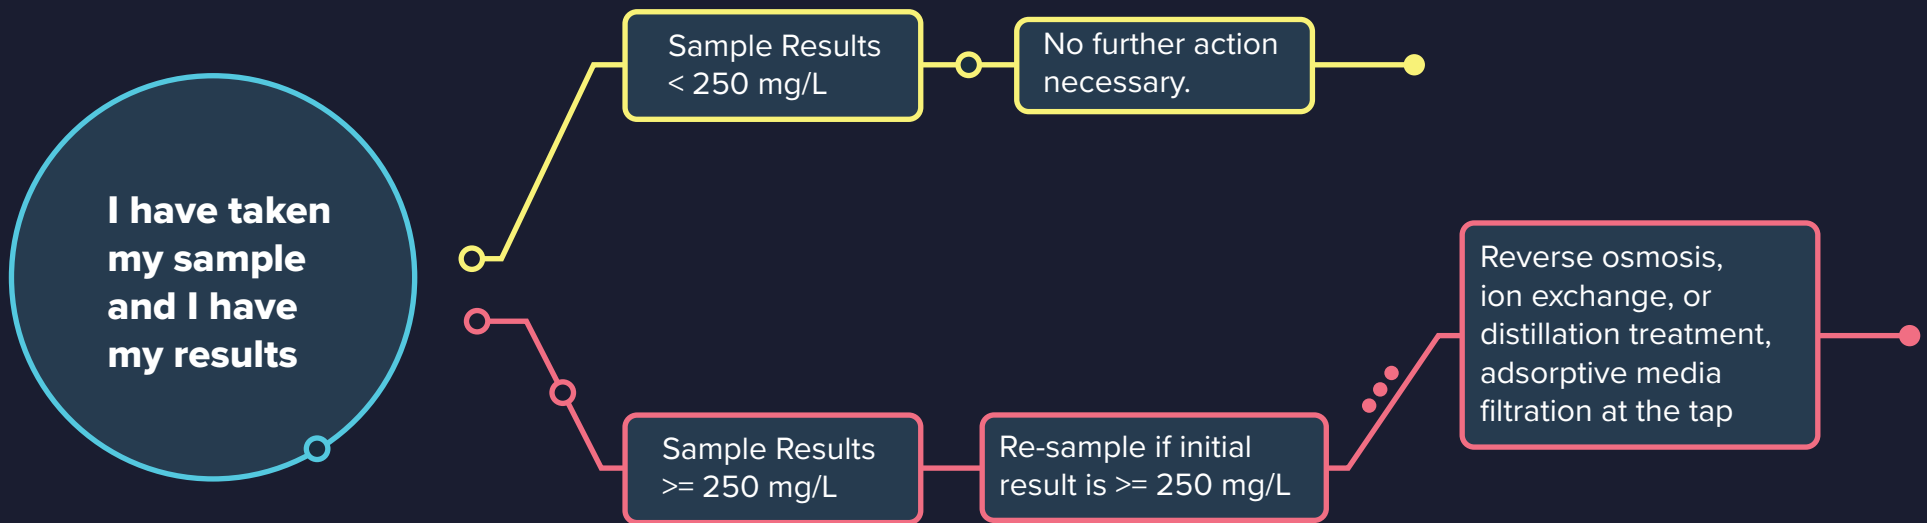 I have taken
my sample
and I have
my results
Sample Results
< 250 mg/L
No further action
necessary.
Sample Results
>= 250 mg/L
Re-sample if initial
result is >= 250 mg/L
Reverse osmosis,
ion exchange, or
distillation treatment,
adsorptive media
filtration at the tap